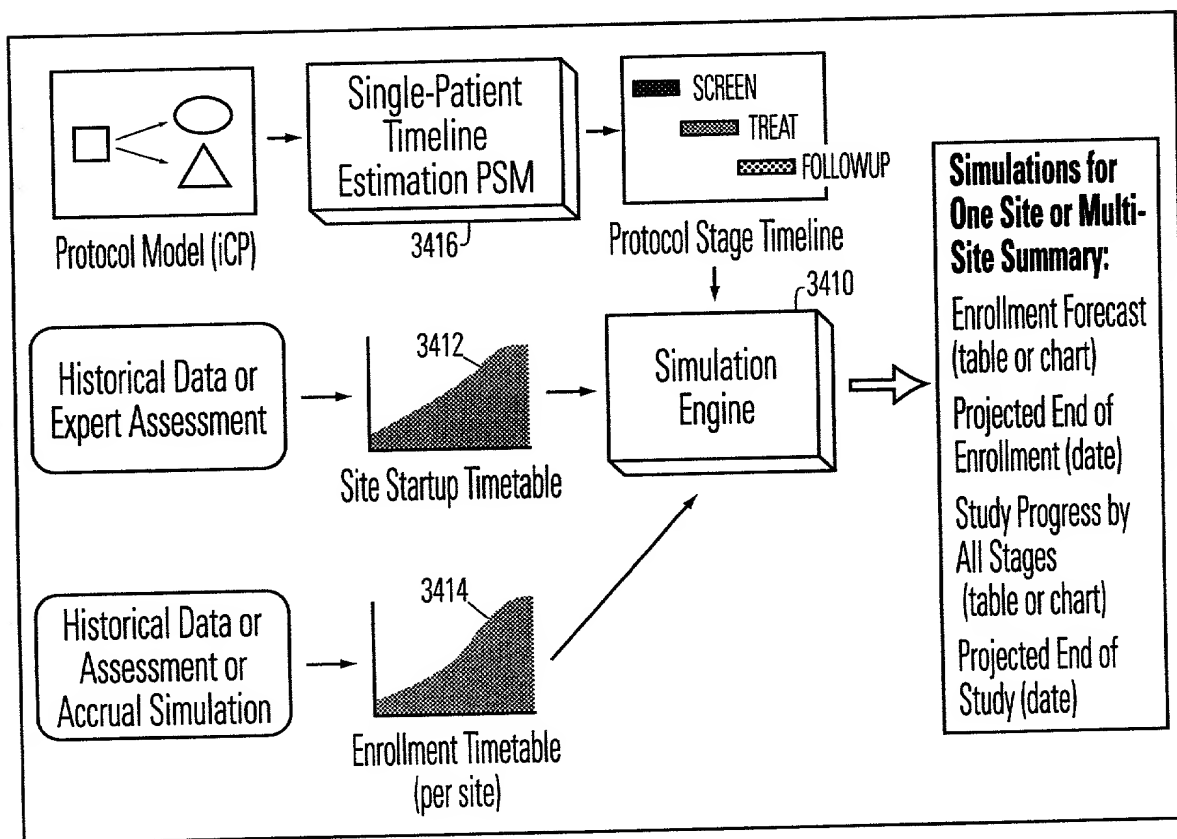 Single-Patient
Timeline
Estimation PSM
3416
SCREEN
TREAT
FOLLOWUP
Protocol Model (iCP)
Protocol Stage Timeline
Historical Data or
Expert Assessment
3412
Site Startup Timetable
3410
Simulation
Engine
Historical Data or
Assessment or
Accrual Simulation
3414
Enrollment Timetable
(per site)
Simulations for
One Site or Multi-
Site Summary:
Enrollment Forecast
(table or chart)
Projected End of
Enrollment (date)
Study Progress by
All Stages
(table or chart)
Projected End of
Study (date)